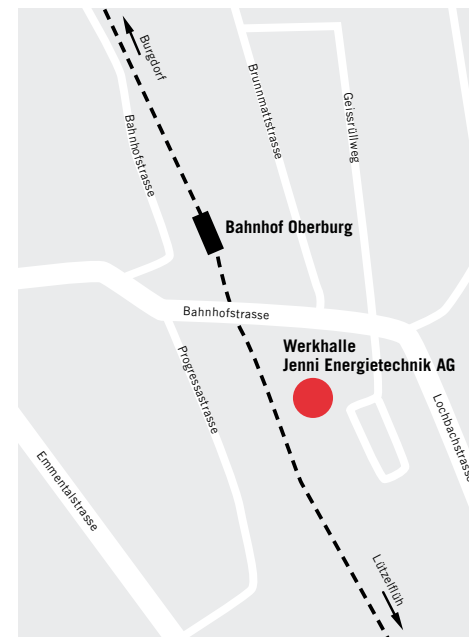 Burgdorf
Brunnmattstrasse
Geissrüllweg
Bahnhofstrasse
Bahnhof Oberburg
Bahnhofstrasse
Werkhalle
Jenni Energietechnik AG
Progressastrasse
Lochbachstrasse
Emmentalstrasse
Lützelflüh